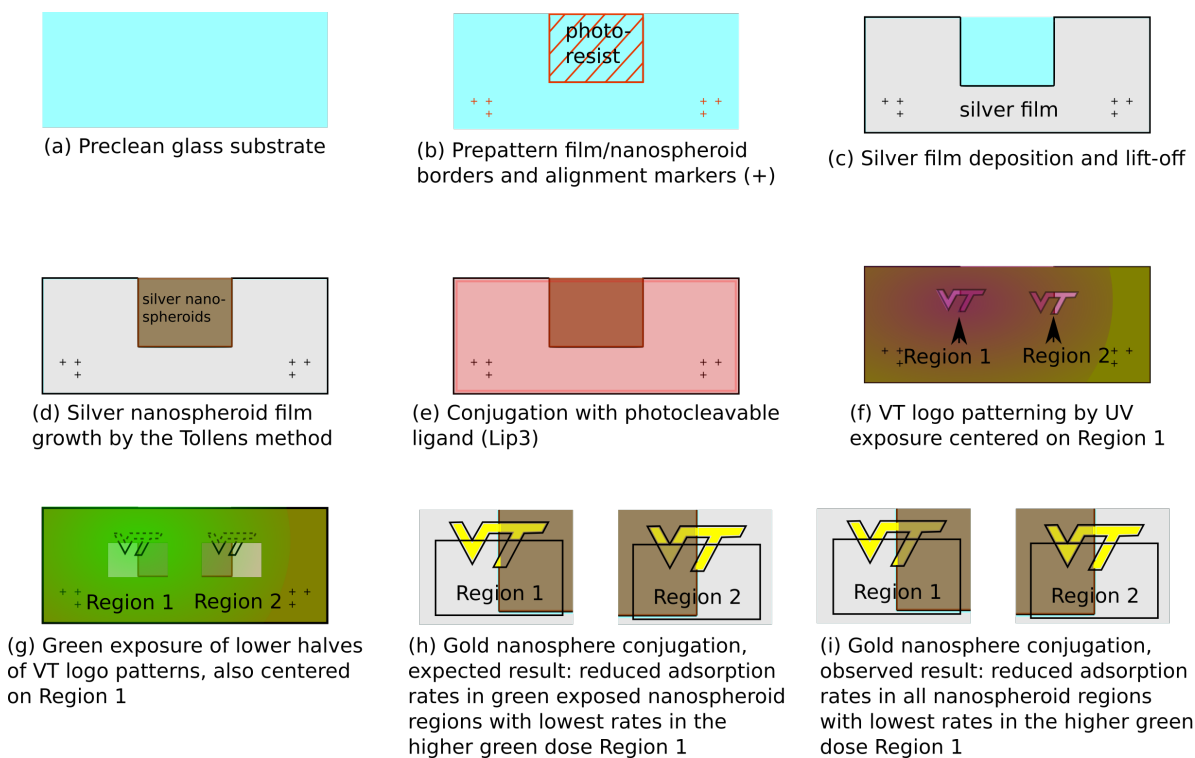 photo-
resist
silver film
(a) Preclean glass substrate
(b) Prepattern film/nanospheroid
borders and alignment markers (+)
(c) Silver film deposition and lift-off
silver nano-
spheroids
VT
VT
Region 1
Region 2
(d) Silver nanospheroid film
growth by the Tollens method
(e) Conjugation with photocleavable
ligand (Lip3)
(f) VT logo patterning by UV
exposure centered on Region 1
VT
VT
Region 1
Region 2
VT
Region 1
VT
Region 2
VT
Region 1
VT
Region 2
(g) Green exposure of lower halves
of VT logo patterns, also centered
on Region 1
(h) Gold nanosphere conjugation,
expected result: reduced adsorption
rates in green exposed nanospheroid
regions with lowest rates in the
higher green dose Region 1
(i) Gold nanosphere conjugation,
observed result: reduced adsorption
rates in all nanospheroid regions
with lowest rates in the higher green
dose Region 1